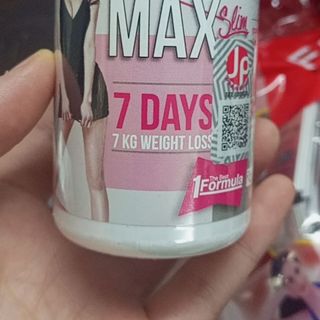 MAX
Slim
Jp
7 DAYS
7 KG WEIGHT LOSS
The Best
1 Formula